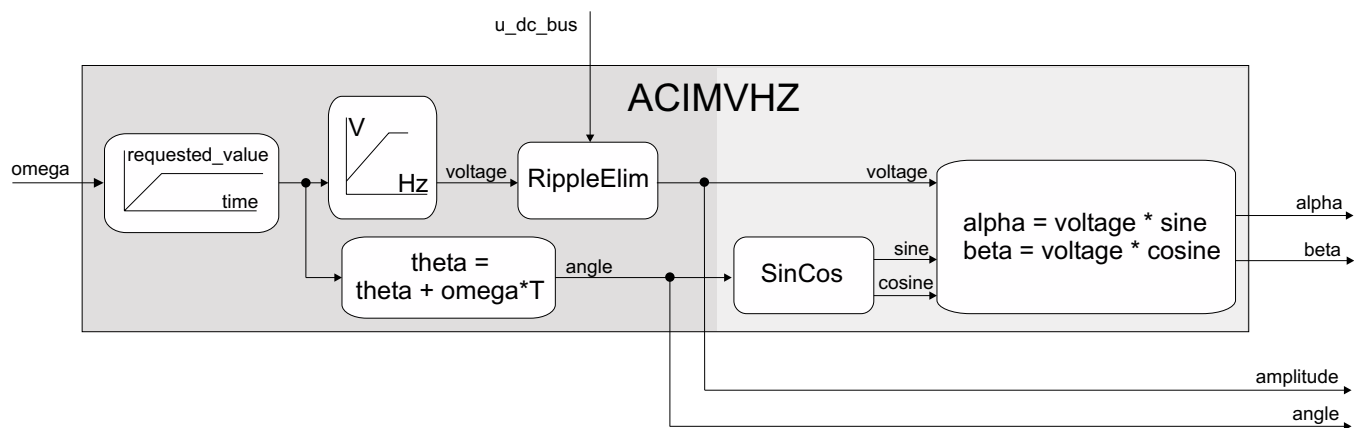 u_dc_bus
ACIMVHZ
omega
requested_value
time
V
Hz
voltage
RippleElim
voltage
alpha = voltage * sine
beta = voltage * cosine
alpha
beta
theta =
theta + omega*T
angle
SinCos
sine
cosine
amplitude
angle